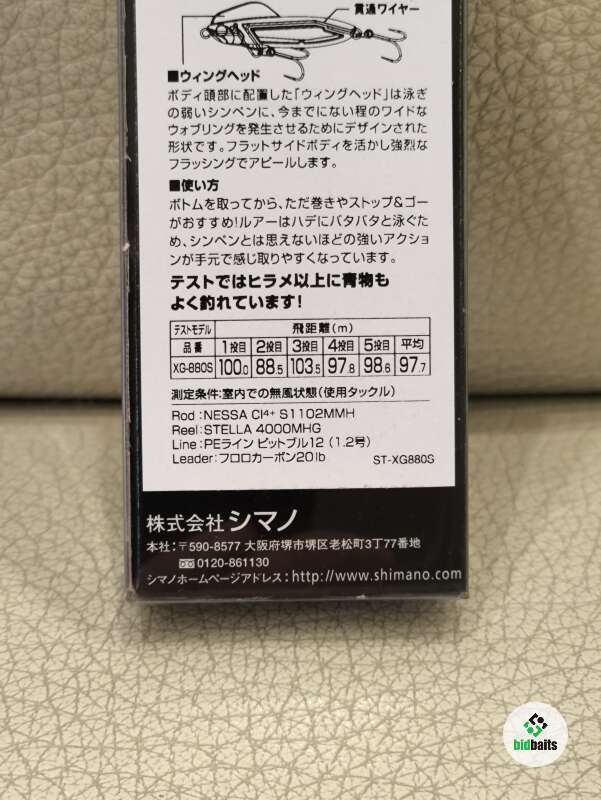 貫通ワイヤー
■ウィングヘッド
ボディ頭部に配置した「ウィングヘッド」は泳ぎ
の弱いシンペンに、今までにない程のワイドな
ウォブリングを発生させるためにデザインされた
形状です。フラットサイドボディを活かし強烈な
フラッシングでアピールします。
■使い方
ボトムを取ってから、ただ巻きやストップ&ゴー
がおすすめ!ルアーはハデにバタバタと泳ぐた
め、シンペンとは思えないほどの強いアクショ
ンが手元で感じ取りやすくなっています。
テストではヒラメ以上に青物も
よく釣れています!
テストモデル 飛距離(m)
品番 1投目 2投目 3投目 4投目 5投目 平均
XG-880S 100.0 88.5 103.5 97.8 98.6 97.7
測定条件:室内での無風状態(使用タックル)
Rod:NESSA CI4+ S1102MMH
Reel:STELLA 4000MHG
Line:PEライン ピットブル12 (1.2号)
Leader:フロロカーボン20lb ST-XG880S
株式会社シマノ
本社:〒590-8577 大阪府堺市堺区老松町3丁77番地
0120-861130
シマノホームページアドレス:http://www.shimano.com
bidbaits